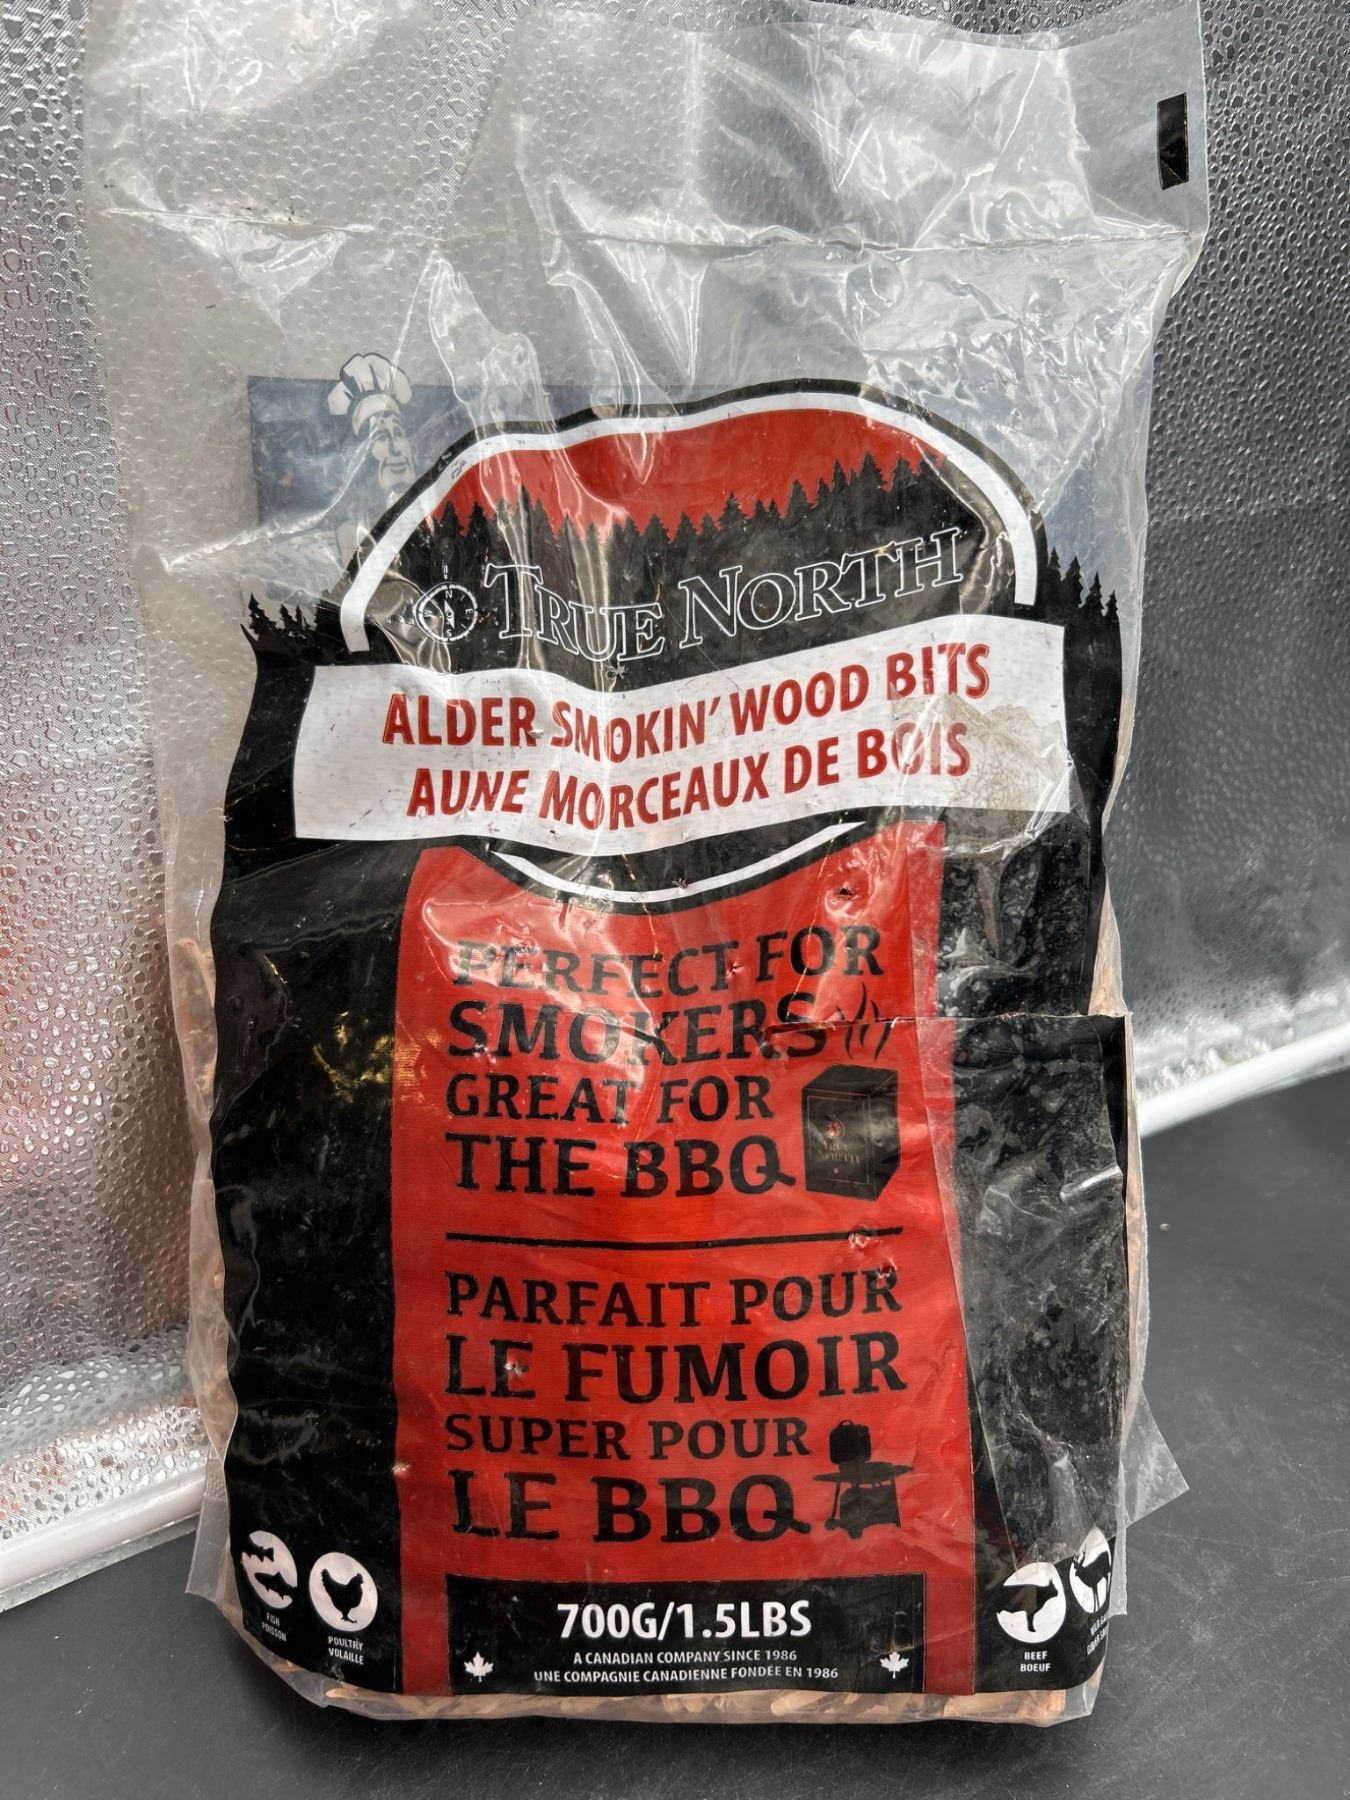 TRUE NORTH
ALDER SMOKIN' WOOD BITS
AUNE MORCEAUX DE BOIS
PERFECT FOR
SMOKERS
GREAT FOR
THE BBQ
PARFAIT POUR
LE FUMOIR
SUPER POUR
LE BBQ
700G/1.5LBS
A CANADIAN COMPANY SINCE 1986
UNE COMPAGNIE CANADIENNE FONDÉE EN 1986
FISH
POISSON
POULTRY
VOLAILLE
BEEF
BOEUF